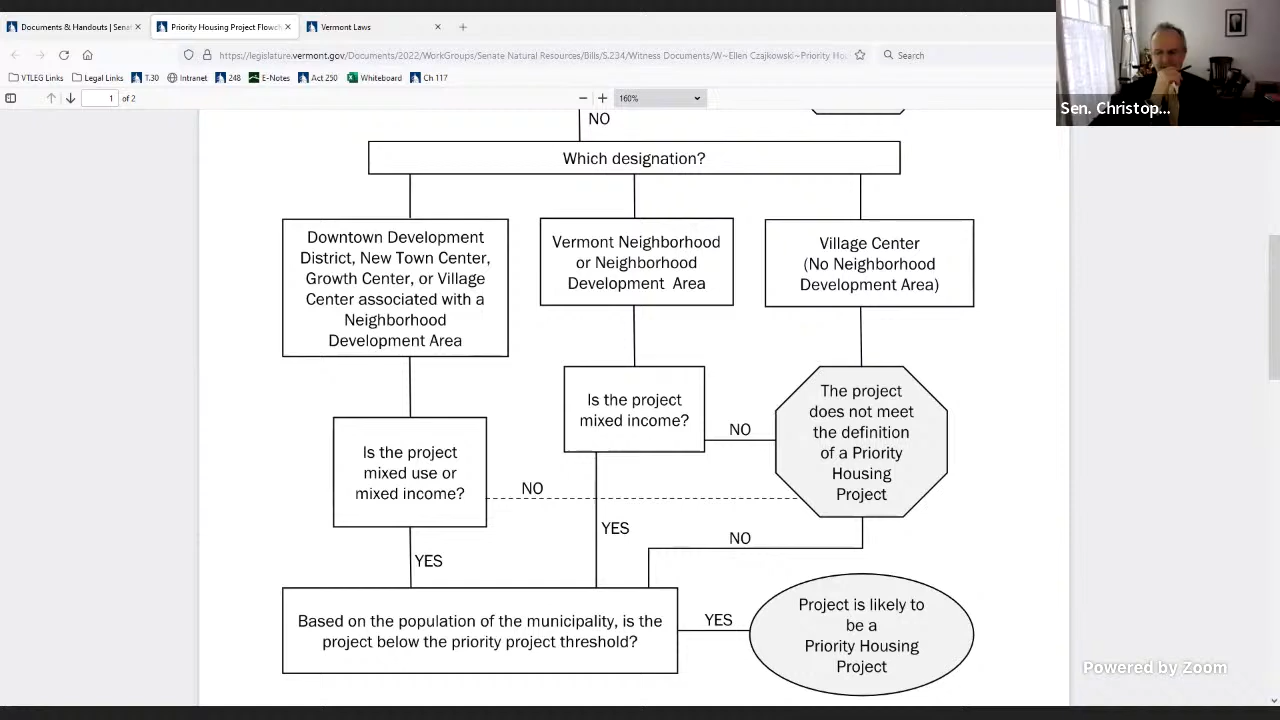 Documents & Handouts | Senat
Priority Housing Project Flowch
Vermont Laws
https://legislature.vermont.gov/Documents/2022/WorkGroups/Senate Natural Resources/Bills/S.234/Witness Documents/W~Ellen Czajkowski~Priority Ho
Search
VTLEG Links
Legal Links
T.30
Intranet
248
E-Notes
Act 250
Whiteboard
Ch 117
1 of 2
160%
Sen. Christop...
NO
Which designation?
Downtown Development
District, New Town Center,
Growth Center, or Village
Center associated with a
Neighborhood
Development Area
Vermont Neighborhood
or Neighborhood
Development Area
Village Center
(No Neighborhood
Development Area)
Is the project
mixed income?
NO
The project
does not meet
the definition
of a Priority
Housing
Project
Is the project
mixed use or
mixed income?
NO
YES
NO
YES
Based on the population of the municipality, is the
project below the priority project threshold?
YES
Project is likely to
be a
Priority Housing
Project
Powered by Zoom